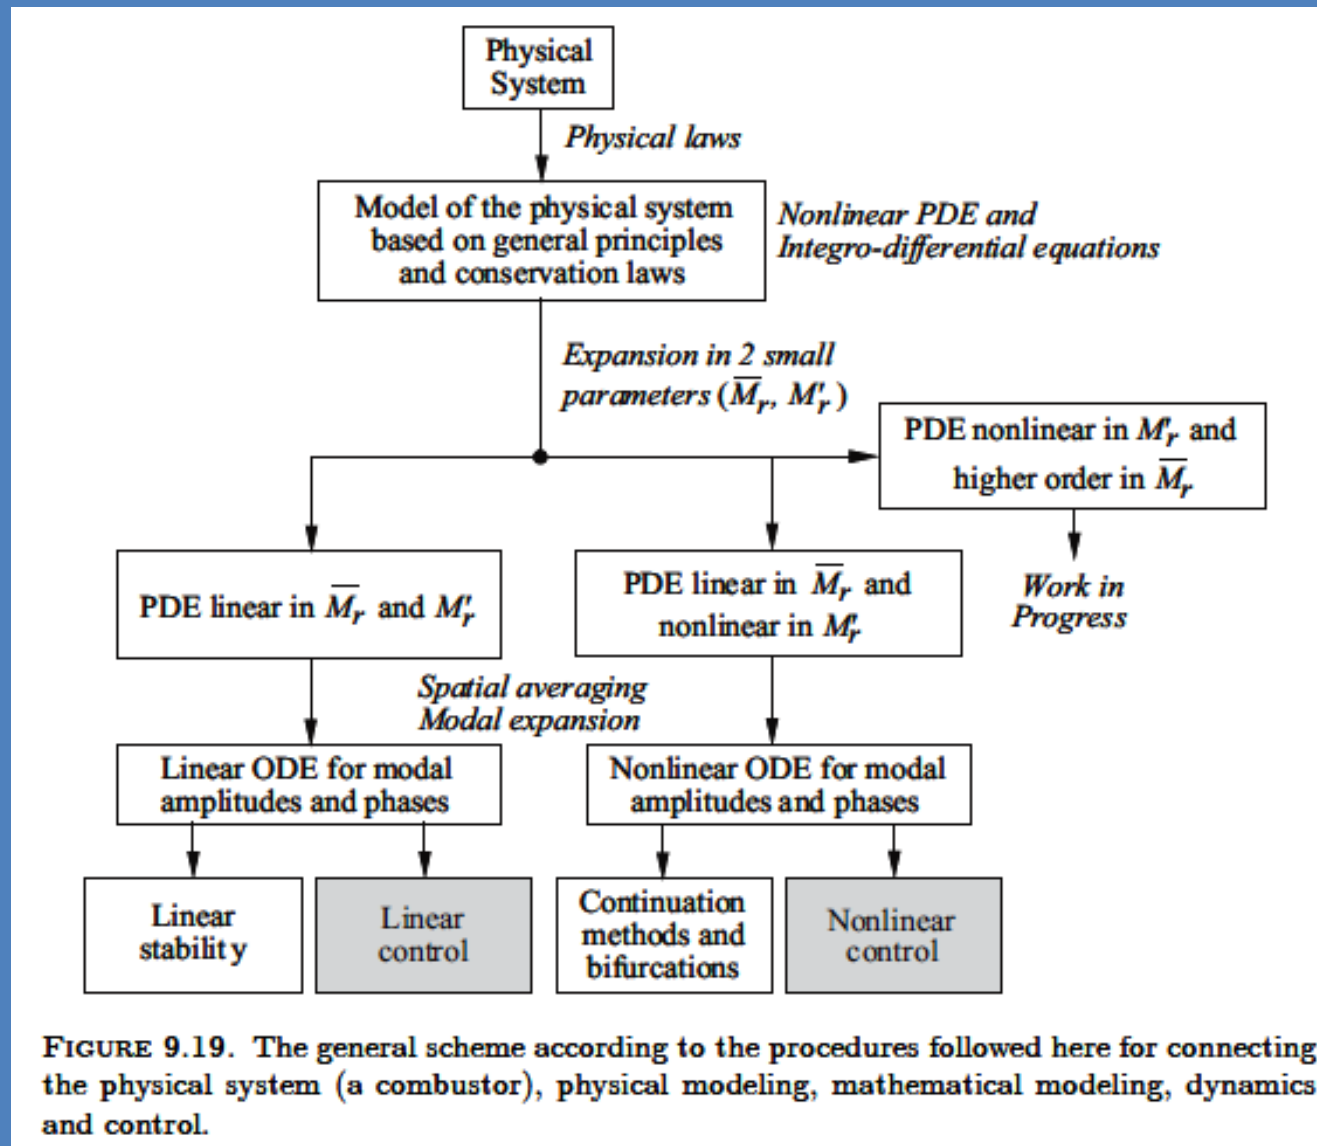 Physical
System
Physical laws
Model of the physical system
based on general principles
and conservation laws
Nonlinear PDE and
Integro-differential equations
Expansion in 2 small
parameters (M̅r, M′r)
PDE nonlinear in M′r and
higher order in M̅r
PDE linear in M̅r and M′r
PDE linear in M̅r and
nonlinear in M′r
Work in
Progress
Spatial averaging
Modal expansion
Linear ODE for modal
amplitudes and phases
Nonlinear ODE for modal
amplitudes and phases
Linear
stability
Linear
control
Continuation
methods and
bifurcations
Nonlinear
control
FIGURE 9.19. The general scheme according to the procedures followed here for connecting
the physical system (a combustor), physical modeling, mathematical modeling, dynamics
and control.